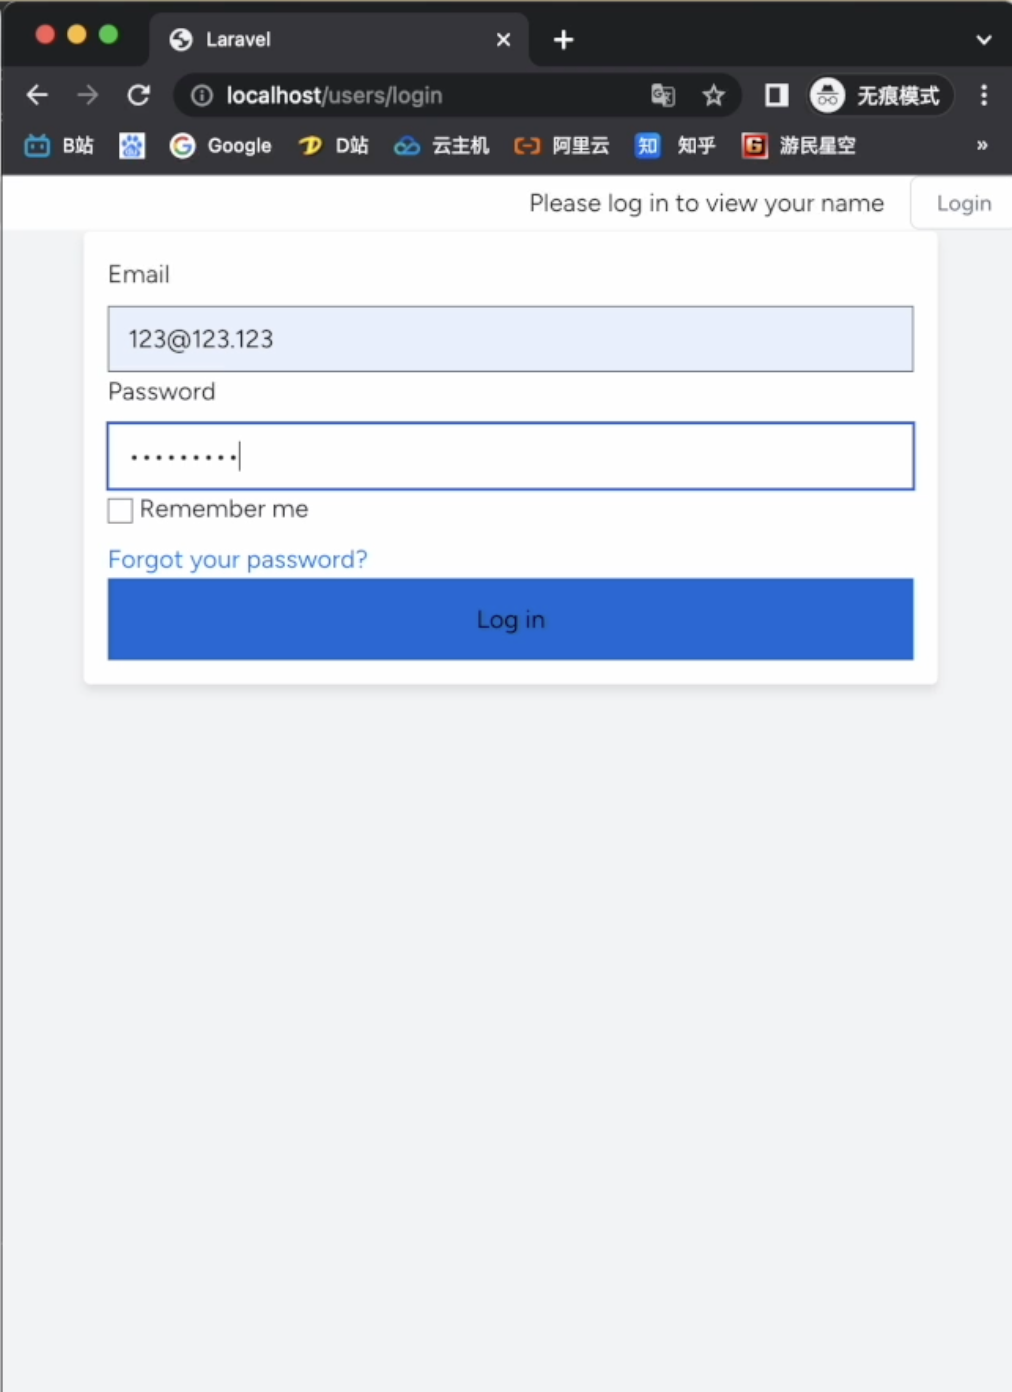 Laravel
localhost/users/login
无痕模式
B站 Google D站 云主机 阿里云 知 知乎 G 游民星空 »
Please log in to view your name Login
Email
123@123.123
Password
•••••••••
Remember me
Forgot your password?
Log in